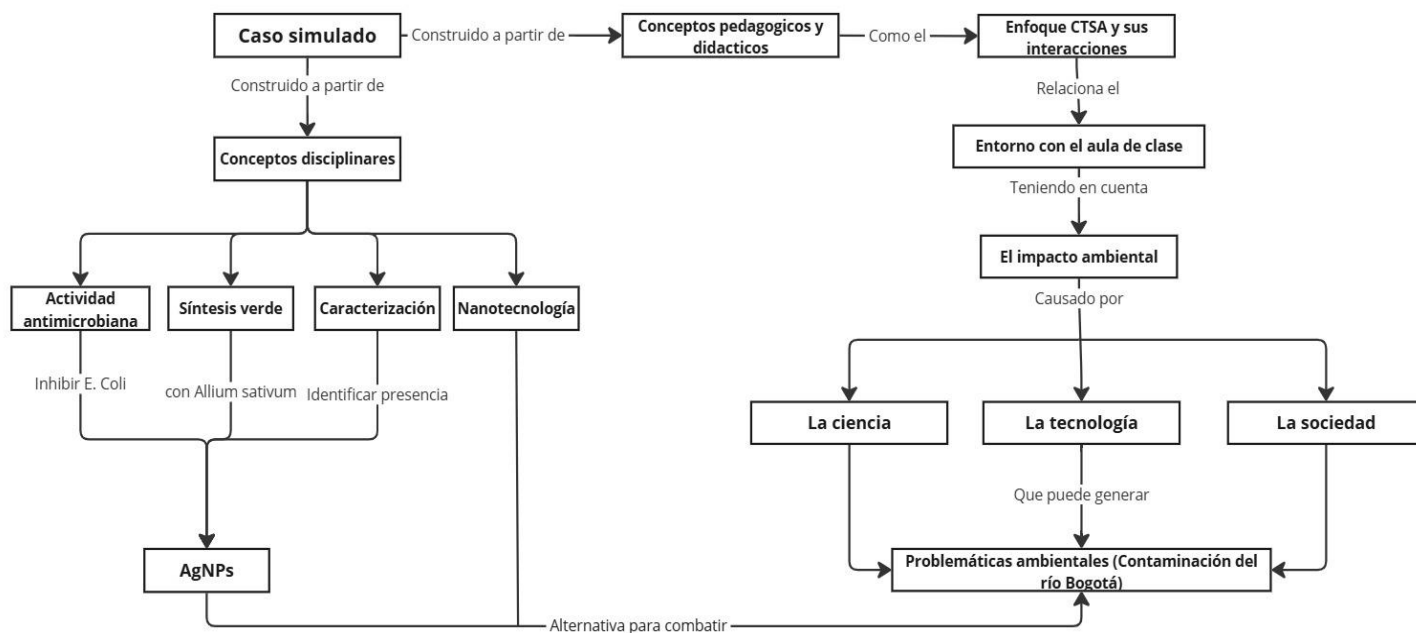 Caso simulado
Construido a partir de
Conceptos pedagogicos y
didacticos
Como el
Enfoque CTSA y sus
interacciones
Construido a partir de
Relaciona el
Conceptos disciplinares
Entorno con el aula de clase
Teniendo en cuenta
El impacto ambiental
Causado por
Actividad
antimicrobiana
Síntesis verde
Caracterización
Nanotecnología
Inhibir E. Coli
con Allium sativum
Identificar presencia
La ciencia
La tecnología
La sociedad
Que puede generar
AgNPs
Problemáticas ambientales (Contaminación del
río Bogotá)
Alternativa para combatir